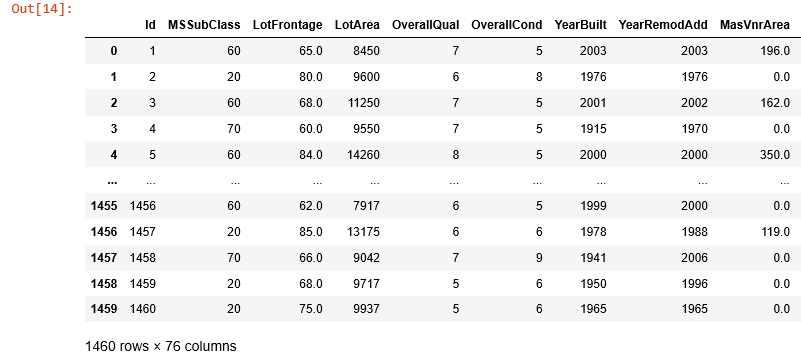 Out[14]:
Id MSSubClass LotFrontage LotArea OverallQual OverallCond YearBuilt YearRemodAdd MasVnrArea
0 1 60 65.0 8450 7 5 2003 2003 196.0
1 2 20 80.0 9600 6 8 1976 1976 0.0
2 3 60 68.0 11250 7 5 2001 2002 162.0
3 4 70 60.0 9550 7 5 1915 1970 0.0
4 5 60 84.0 14260 8 5 2000 2000 350.0
... ... ... ... ... ... ... ... ... ...
1455 1456 60 62.0 7917 6 5 1999 2000 0.0
1456 1457 20 85.0 13175 6 6 1978 1988 119.0
1457 1458 70 66.0 9042 7 9 1941 2006 0.0
1458 1459 20 68.0 9717 5 6 1950 1996 0.0
1459 1460 20 75.0 9937 5 6 1965 1965 0.0
1460 rows × 76 columns